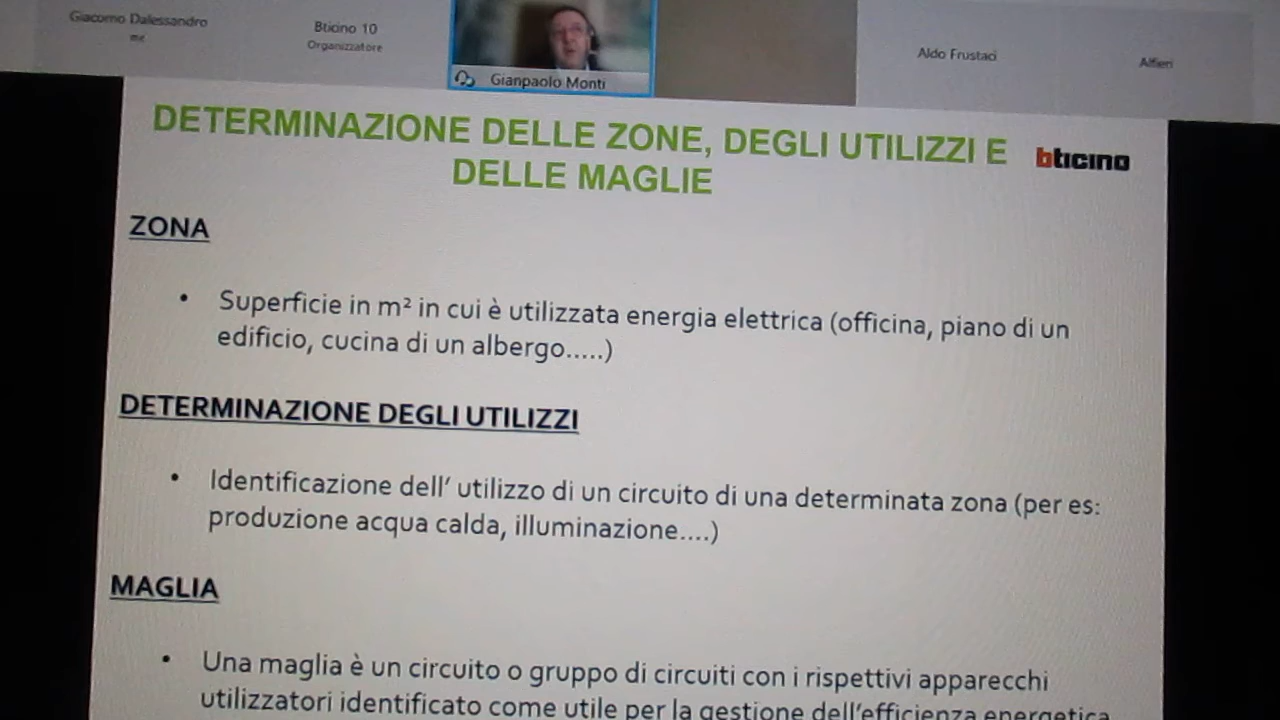 Giacomo Dalessandro
me
Bticino 10
Organizzatore
Gianpaolo Monti
Aldo Frustaci
Alfieri
DETERMINAZIONE DELLE ZONE, DEGLI UTILIZZI E
DELLE MAGLIE
bticino
ZONA
• Superficie in m² in cui è utilizzata energia elettrica (officina, piano di un
edificio, cucina di un albergo.....)
DETERMINAZIONE DEGLI UTILIZZI
• Identificazione dell’ utilizzo di un circuito di una determinata zona (per es:
produzione acqua calda, illuminazione....)
MAGLIA
• Una maglia è un circuito o gruppo di circuiti con i rispettivi apparecchi
utilizzatori identificato come utile per la gestione dell’efficienza energetica